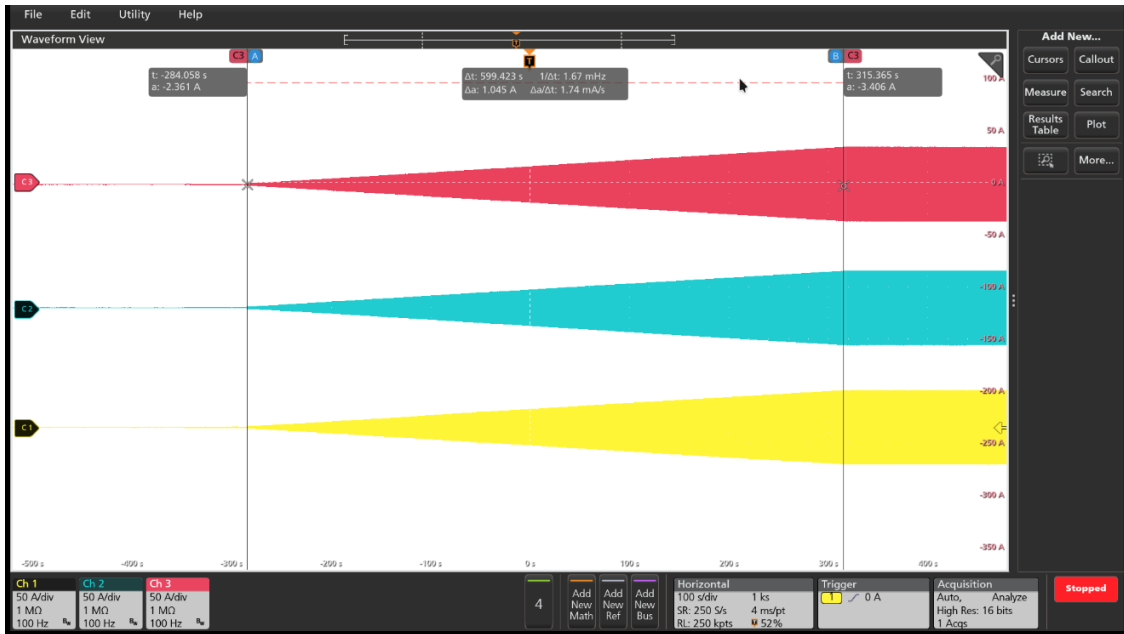 File Edit Utility Help
Waveform View
Add New...
C3 A
B C3
T
t: -284.058 s
a: -2.361 A
Δt: 599.423 s 1/Δt: 1.67 mHz
Δa: 1.045 A Δa/Δt: 1.74 mA/s
t: 315.365 s
a: -3.406 A
100 A
50 A
0 A
-50 A
-100 A
-150 A
-200 A
-250 A
-300 A
-350 A
C3
C2
C1
Cursors Callout
Measure Search
Results
Table
Plot
More...
-500 s -400 s -300 s -200 s -100 s 0 s 100 s 200 s 300 s 400 s
Ch 1
50 A/div
1 MΩ
100 Hz
Ch 2
50 A/div
1 MΩ
100 Hz
Ch 3
50 A/div
1 MΩ
100 Hz
4
Add
New
Math
Add
New
Ref
Add
New
Bus
Horizontal
100 s/div 1 ks
SR: 250 S/s 4 ms/pt
RL: 250 kpts 52%
Trigger
1 0 A
Acquisition
Auto, Analyze
High Res: 16 bits
1 Acqs
Stopped